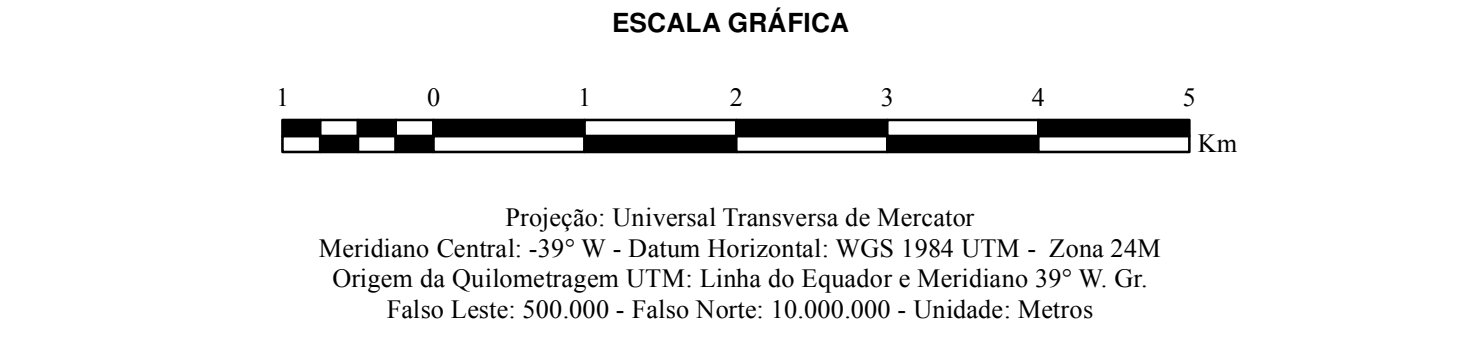 ESCALA GRÁFICA
1 0 1 2 3 4 5
Km
Projeção: Universal Transversa de Mercator
Meridiano Central: -39° W - Datum Horizontal: WGS 1984 UTM - Zona 24M
Origem da Quilometragem UTM: Linha do Equador e Meridiano 39° W. Gr.
Falso Leste: 500.000 - Falso Norte: 10.000.000 - Unidade: Metros